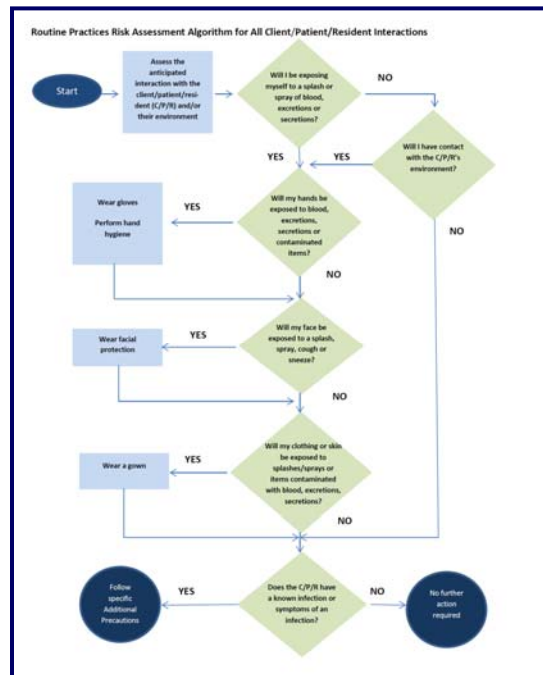 Routine Practices Risk Assessment Algorithm for All Client/Patient/Resident Interactions
Start
Assess the
anticipated
interaction with the
client/patient/resi-
dent (C/P/R) and/or
their environment
Will I be exposing
myself to a splash or
spray of blood,
excretions or
secretions?
NO
YES
YES
Will I have contact
with the C/P/R's
environment?
NO
Wear gloves
Perform hand
hygiene
YES
Will my hands be
exposed to blood,
excretions,
secretions or
contaminated
items?
NO
Wear facial
protection
YES
Will my face be
exposed to a splash,
spray, cough or
sneeze?
NO
Wear a gown
YES
Will my clothing or skin
be exposed to
splashes/sprays or
items contaminated
with blood, excretions,
secretions?
NO
Follow
specific
Additional
Precautions
YES
Does the C/P/R have
a known infection or
symptoms of an
infection?
NO
No further
action
required